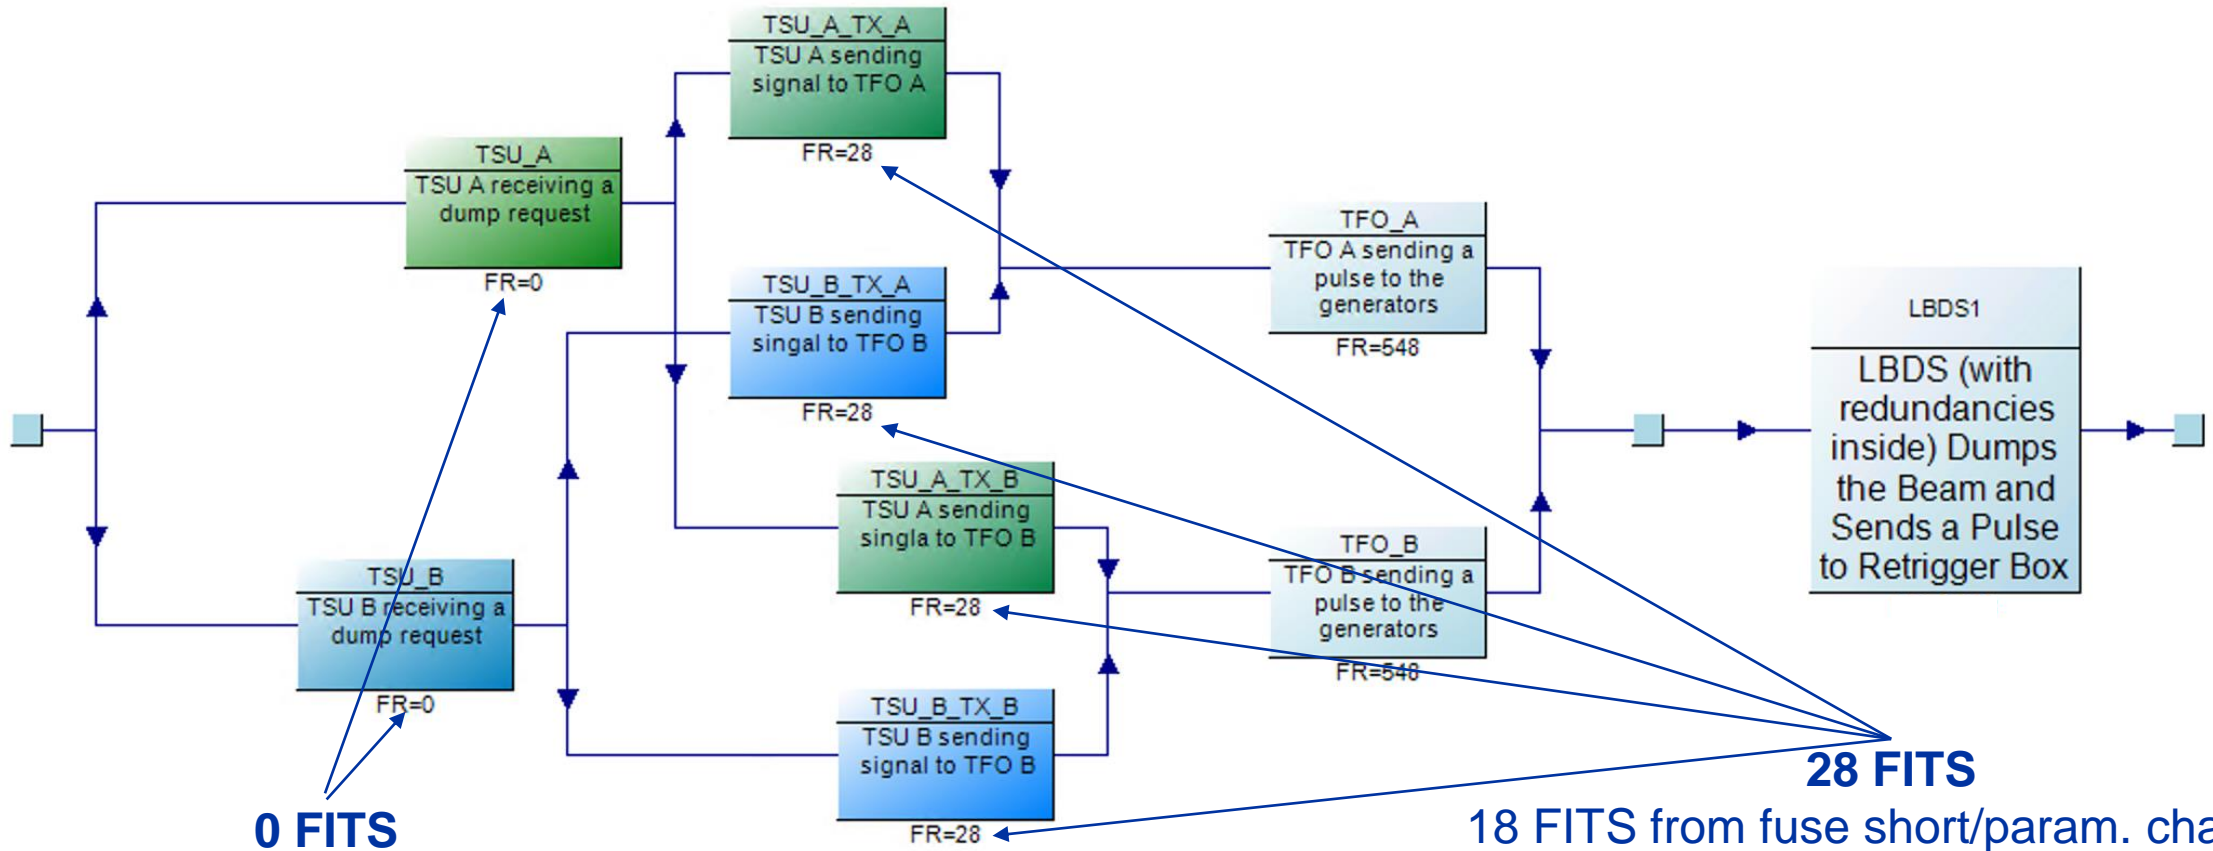 TSU_A_TX_A
TSU A sending
signal to TFO A
FR=28
TSU_A
TSU A receiving a
dump request
FR=0
TSU_B_TX_A
TSU B sending
singal to TFO B
FR=28
TFO_A
TFO A sending a
pulse to the
generators
FR=548
LBDS1
LBDS (with
redundancies
inside) Dumps
the Beam and
Sends a Pulse
to Retrigger Box
TSU_A_TX_B
TSU A sending
singla to TFO B
FR=28
TSU_B
TSU B receiving a
dump request
FR=0
TFO_B
TFO B sending a
pulse to the
generators
FR=548
TSU_B_TX_B
TSU B sending
signal to TFO B
FR=28
0 FITS
28 FITS
18 FITS from fuse short/param.